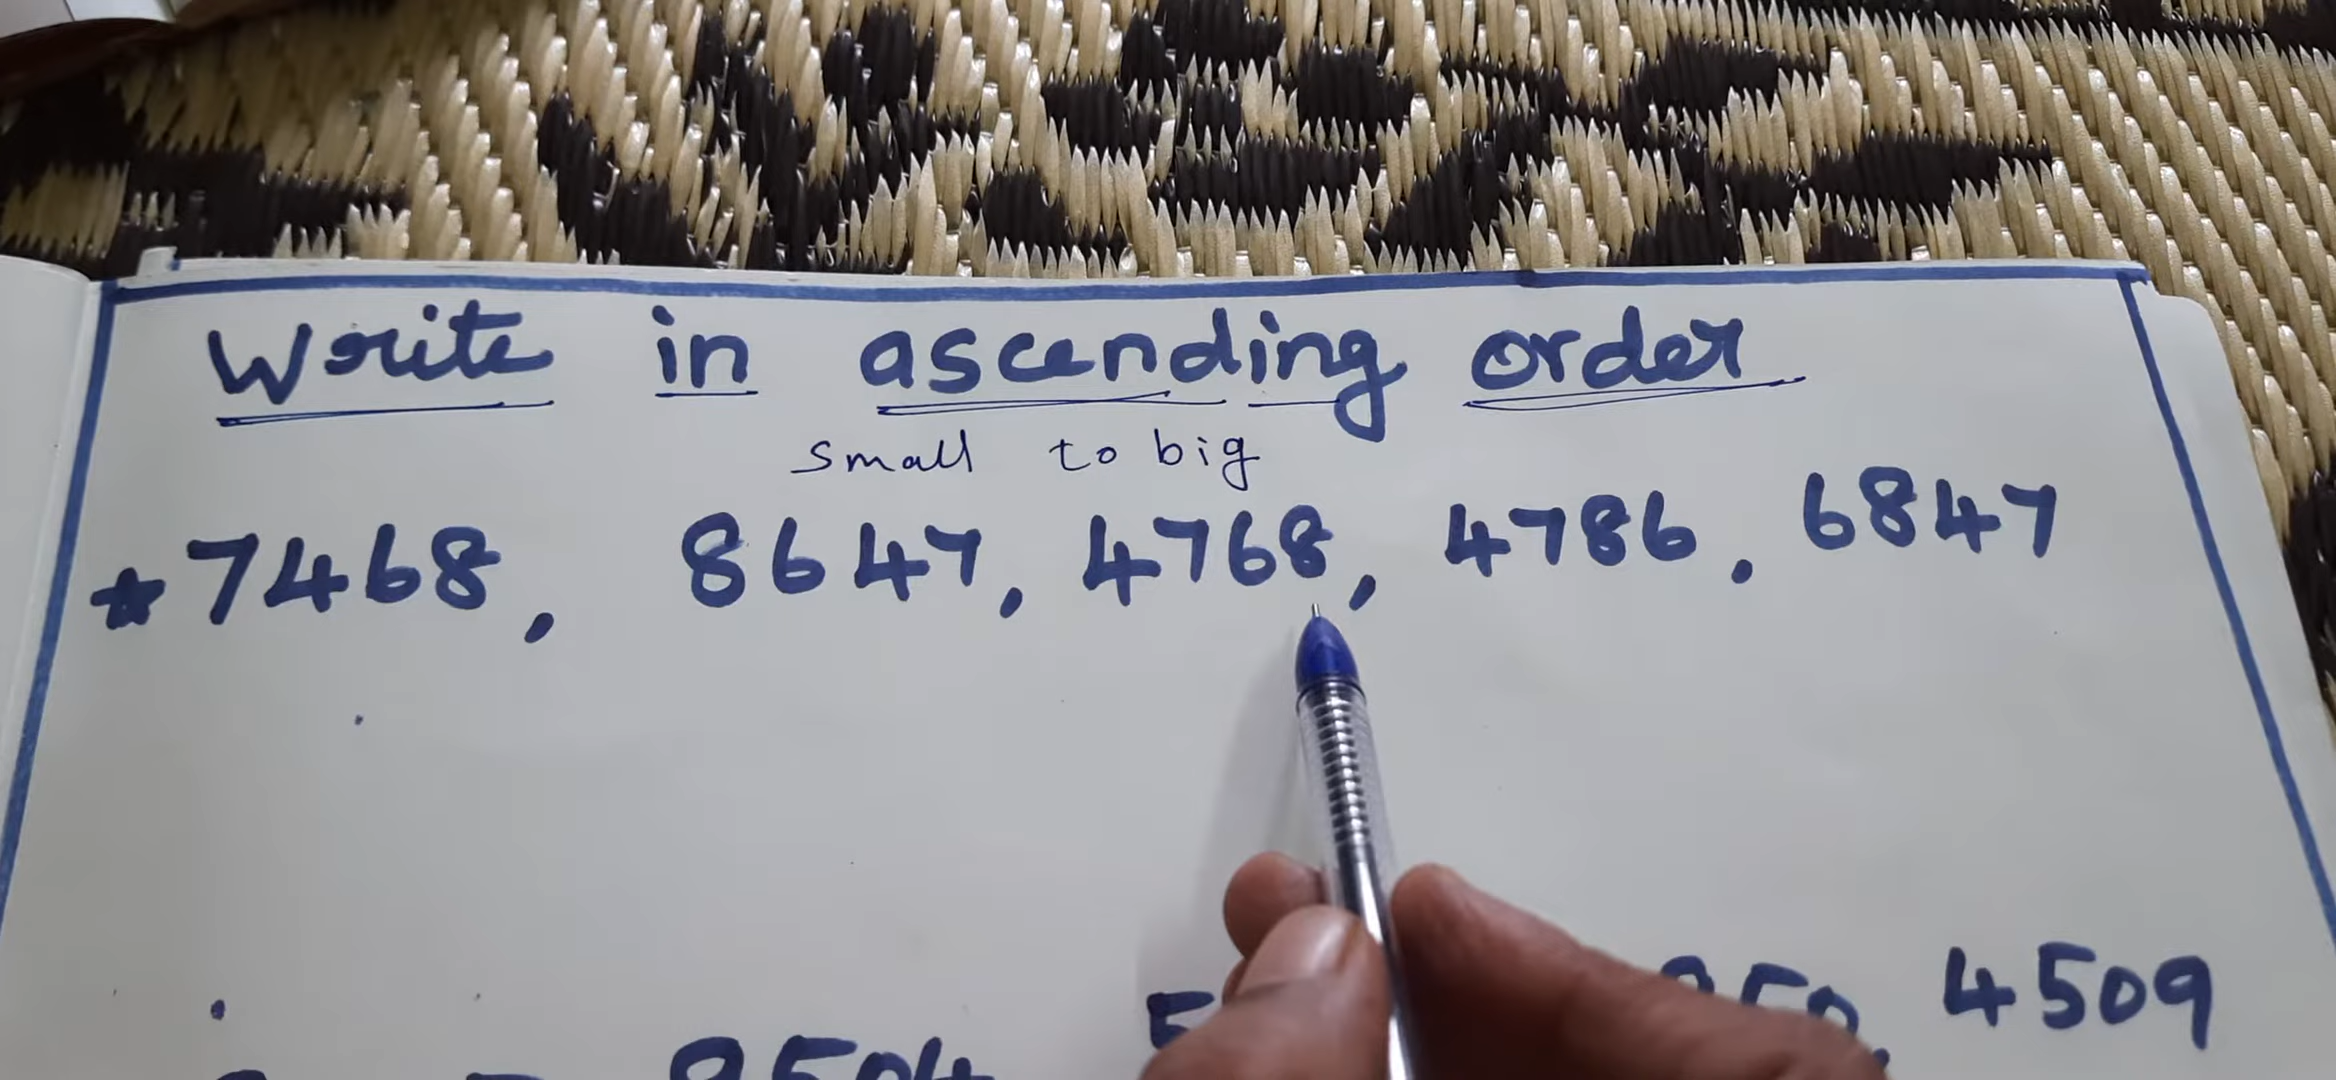 Write in ascending order
small to big
★7468, 8647, 4768, 4786, 6847
4509